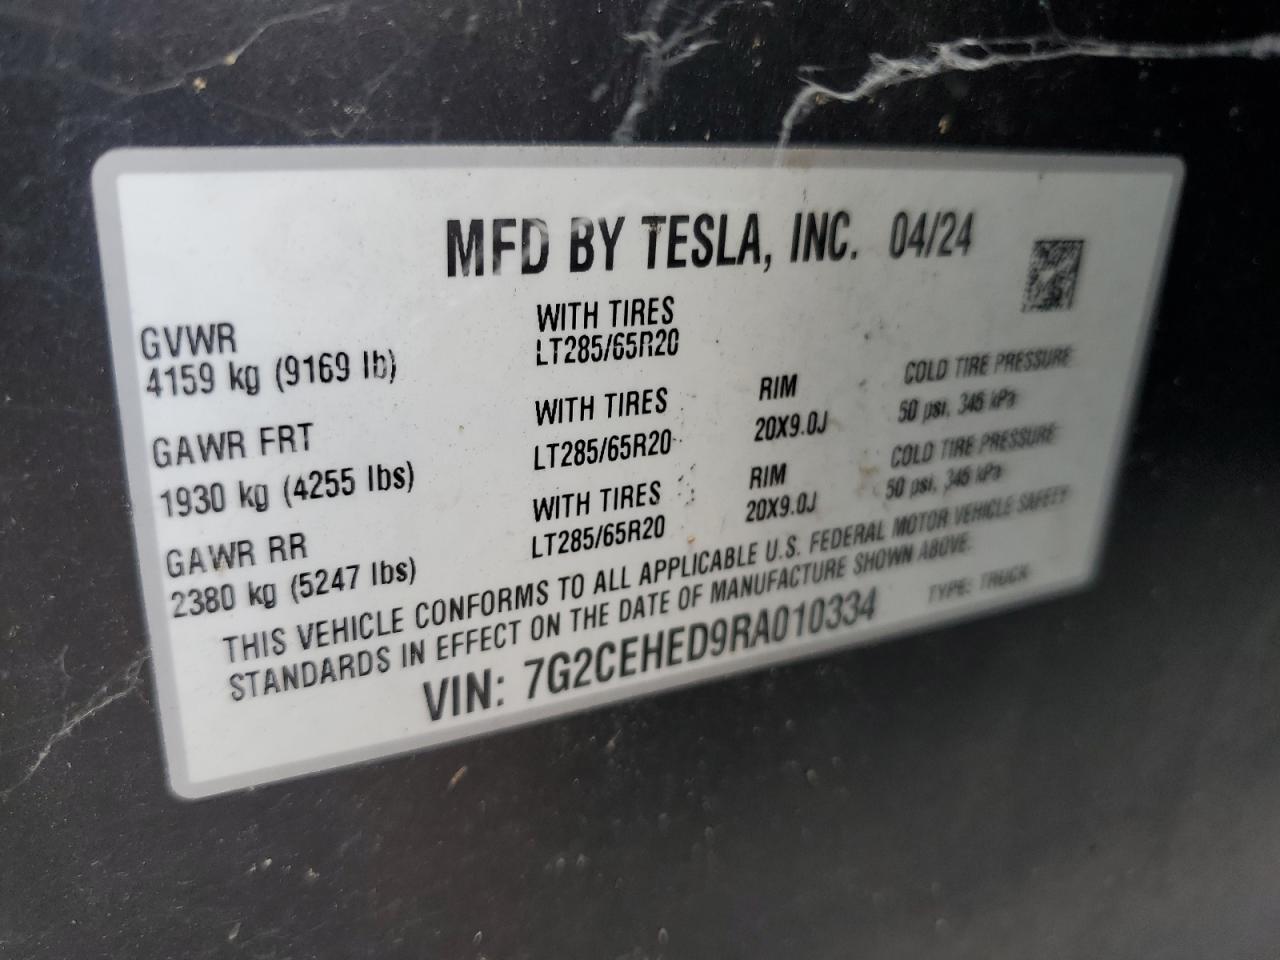 MFD BY TESLA, INC. 04/24
GVWR
4159 kg (9169 lb)
WITH TIRES
LT285/65R20
GAWR FRT
1930 kg (4255 lbs)
WITH TIRES
LT285/65R20
RIM
20X9.0J
COLD TIRE PRESSURE
50 psi, 345 kPa
GAWR RR
2380 kg (5247 lbs)
WITH TIRES
LT285/65R20
RIM
20X9.0J
COLD TIRE PRESSURE
50 psi, 345 kPa
THIS VEHICLE CONFORMS TO ALL APPLICABLE U.S. FEDERAL MOTOR VEHICLE SAFETY
STANDARDS IN EFFECT ON THE DATE OF MANUFACTURE SHOWN ABOVE.
VIN: 7G2CEHED9RA010334
TYPE: TRUCK